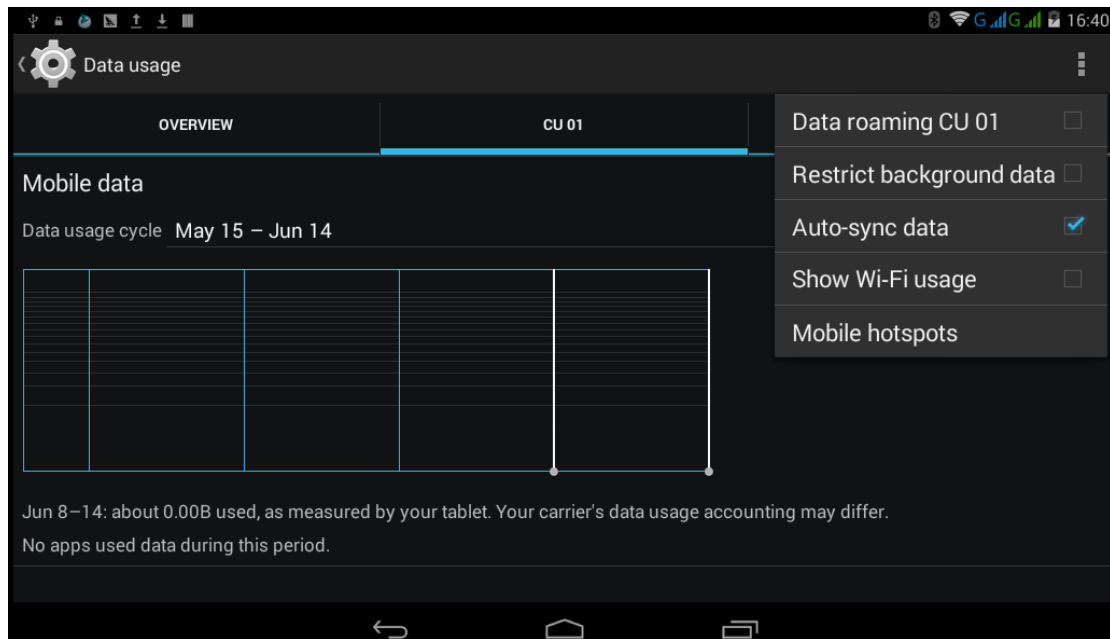 G G 16:40
Data usage
OVERVIEW
CU 01
Data roaming CU 01
Restrict background data
Auto-sync data
Show Wi-Fi usage
Mobile hotspots
Mobile data
Data usage cycle May 15 – Jun 14
Jun 8–14: about 0.00B used, as measured by your tablet. Your carrier's data usage accounting may differ.
No apps used data during this period.